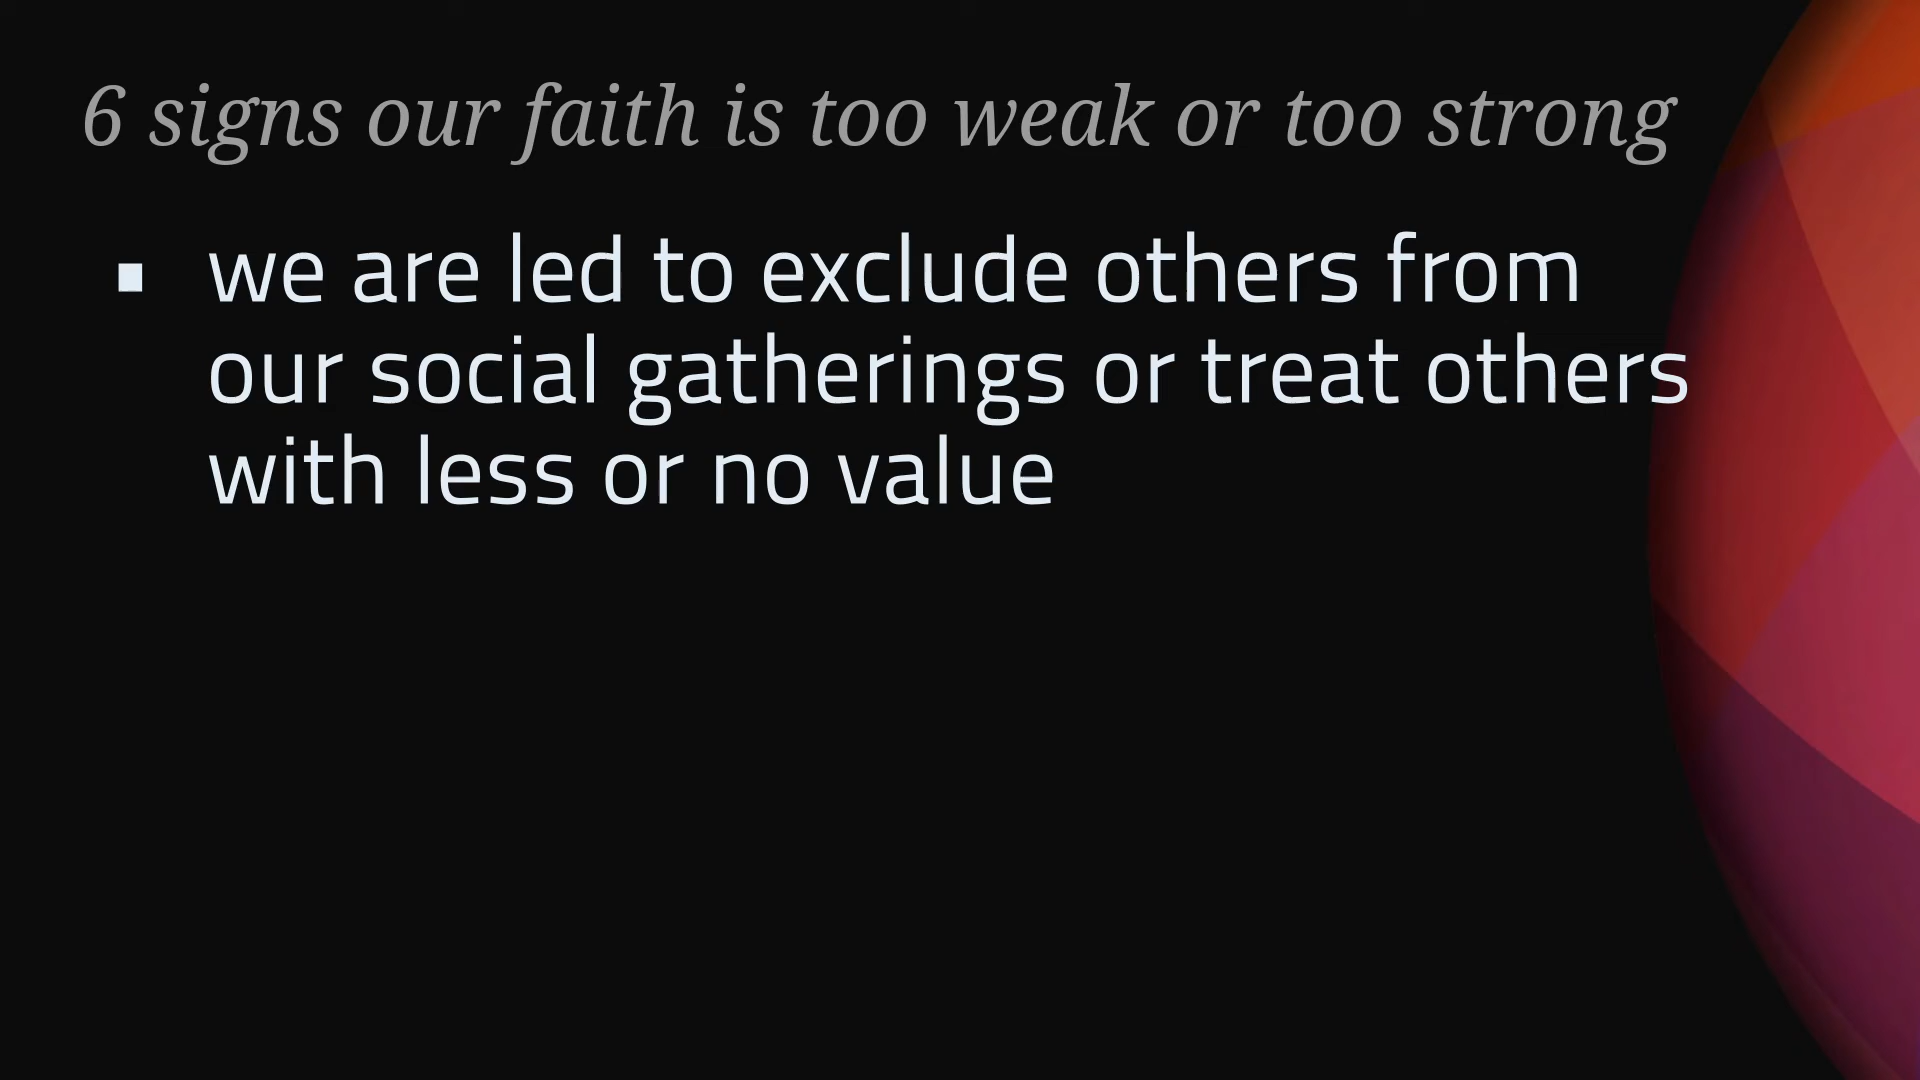 6 signs our faith is too weak or too strong
▪ we are led to exclude others from
our social gatherings or treat others
with less or no value